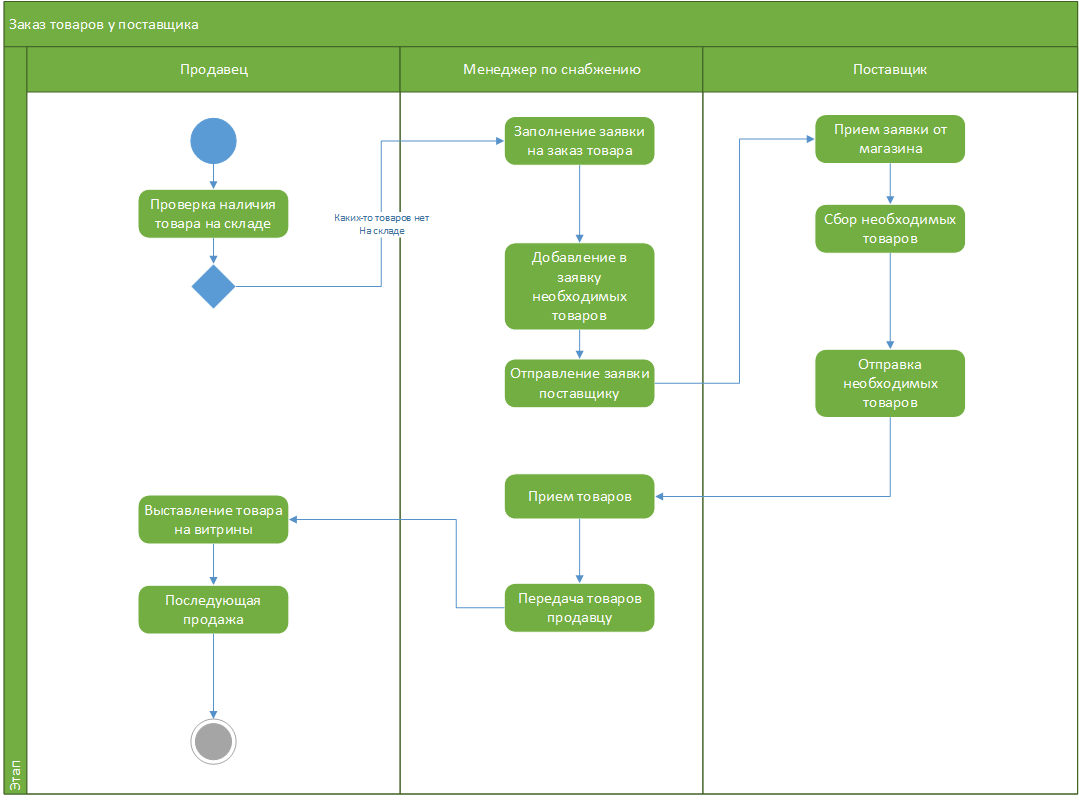 Заказ товаров у поставщика
Продавец
Менеджер по снабжению
Поставщик
Проверка наличия
товара на складе
Каких-то товаров нет
На складе
Заполнение заявки
на заказ товара
Добавление в
заявку
необходимых
товаров
Отправление заявки
поставщику
Прием заявки от
магазина
Сбор необходимых
товаров
Отправка
необходимых
товаров
Прием товаров
Передача товаров
продавцу
Выставление товара
на витрины
Последующая
продажа
Этап